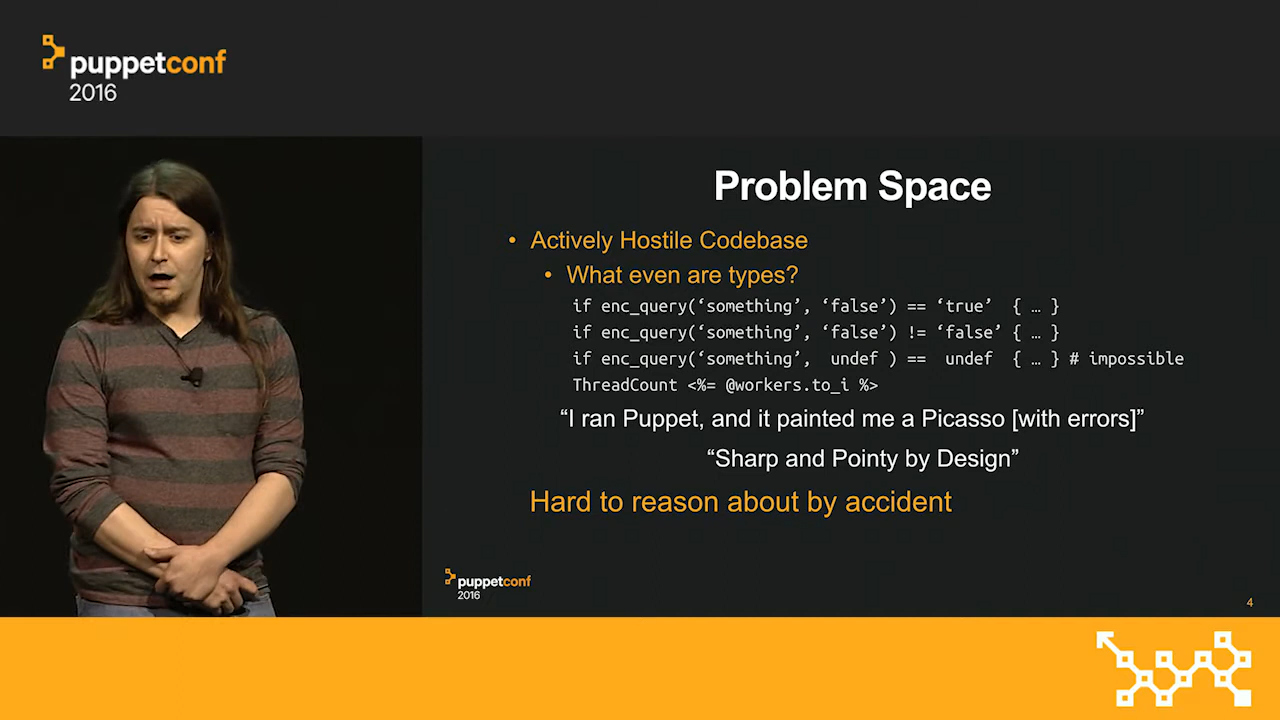 puppetconf
2016
Problem Space
• Actively Hostile Codebase
• What even are types?
if enc_query(‘something’, ‘false’) == ‘true’ { … }
if enc_query(‘something’, ‘false’) != ‘false’ { … }
if enc_query(‘something’, undef ) == undef { … } # impossible
ThreadCount <%= @workers.to_i %>
“I ran Puppet, and it painted me a Picasso [with errors]”
“Sharp and Pointy by Design”
Hard to reason about by accident
puppetconf
2016
4